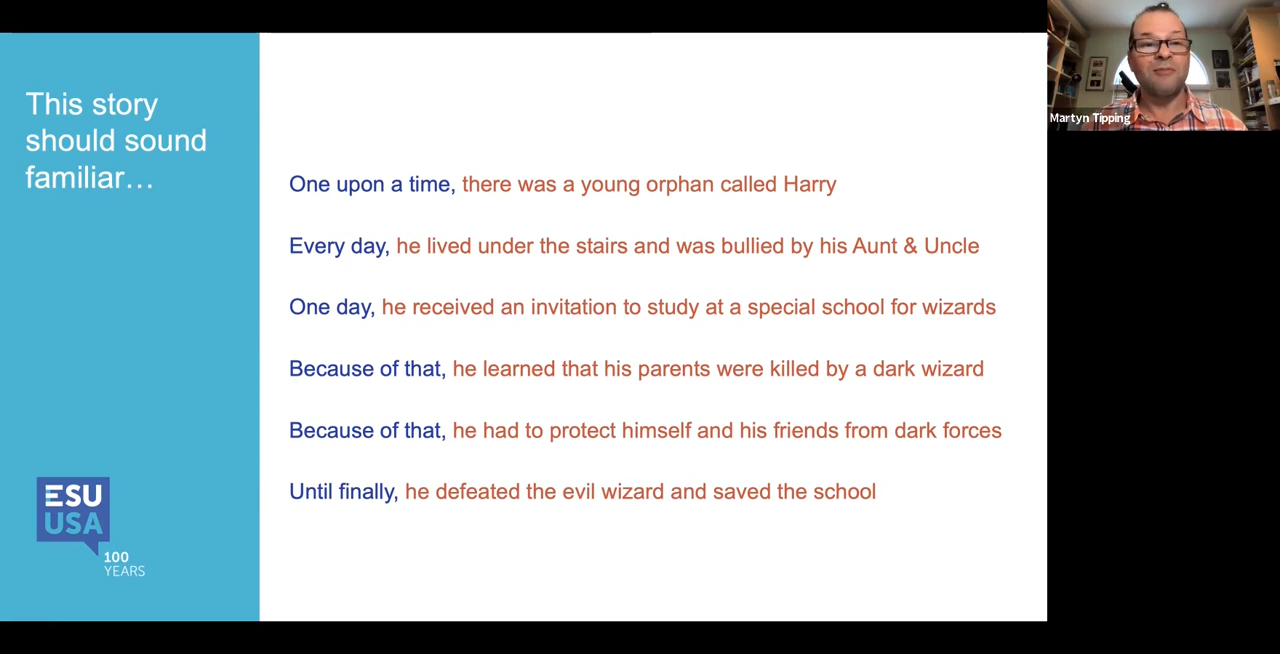 This story
should sound
familiar…
One upon a time, there was a young orphan called Harry
Every day, he lived under the stairs and was bullied by his Aunt & Uncle
One day, he received an invitation to study at a special school for wizards
Because of that, he learned that his parents were killed by a dark wizard
Because of that, he had to protect himself and his friends from dark forces
Until finally, he defeated the evil wizard and saved the school
ESU
USA
100
YEARS
Martyn Tipping